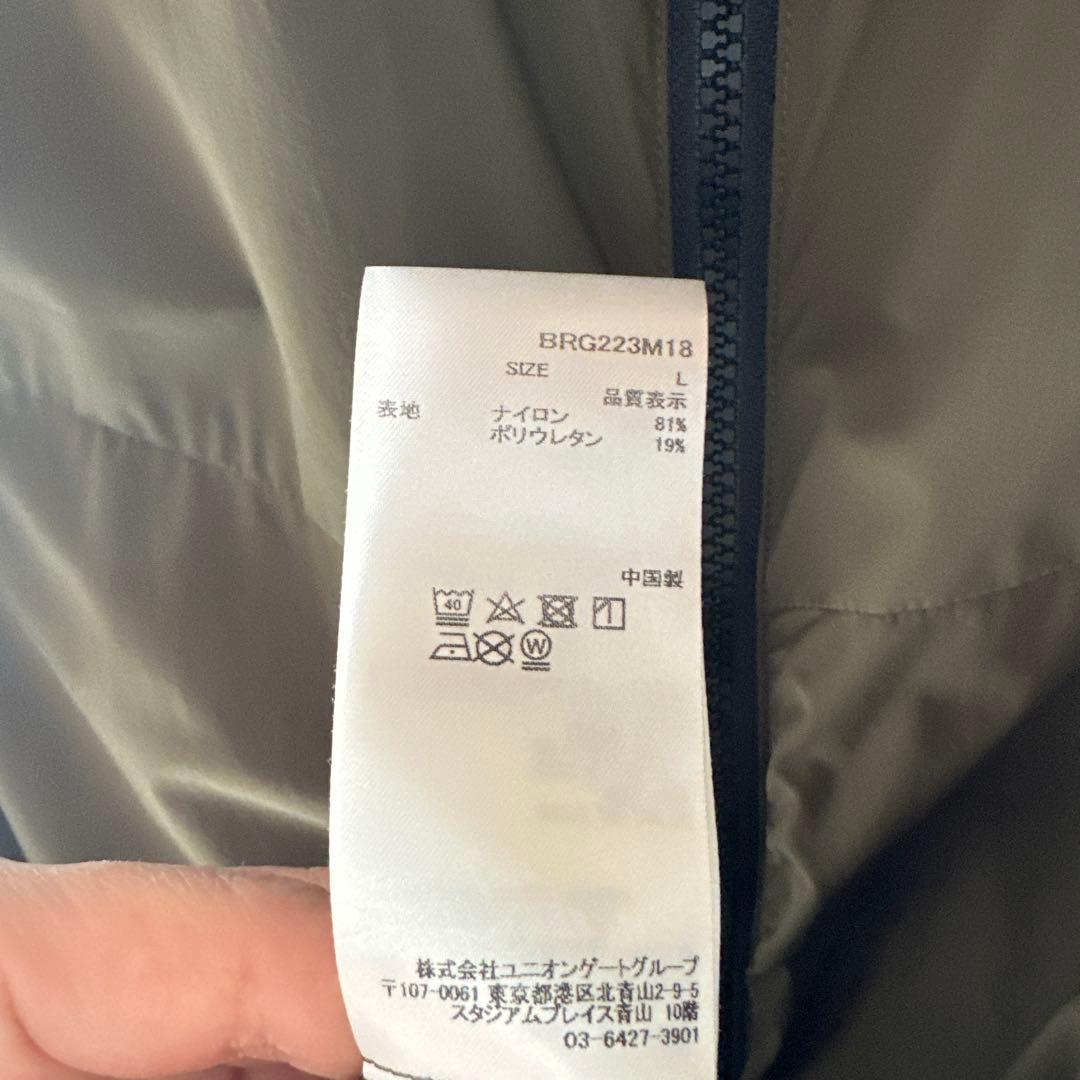 BRG223M18
SIZE L
品質表示
表地 ナイロン 81%
ポリウレタン 19%
中国製
40
W
株式会社ユニオンゲートグループ
〒107-0061 東京都港区北青山2-9-5
スタジアムプレイス青山 10階
03-6427-3901